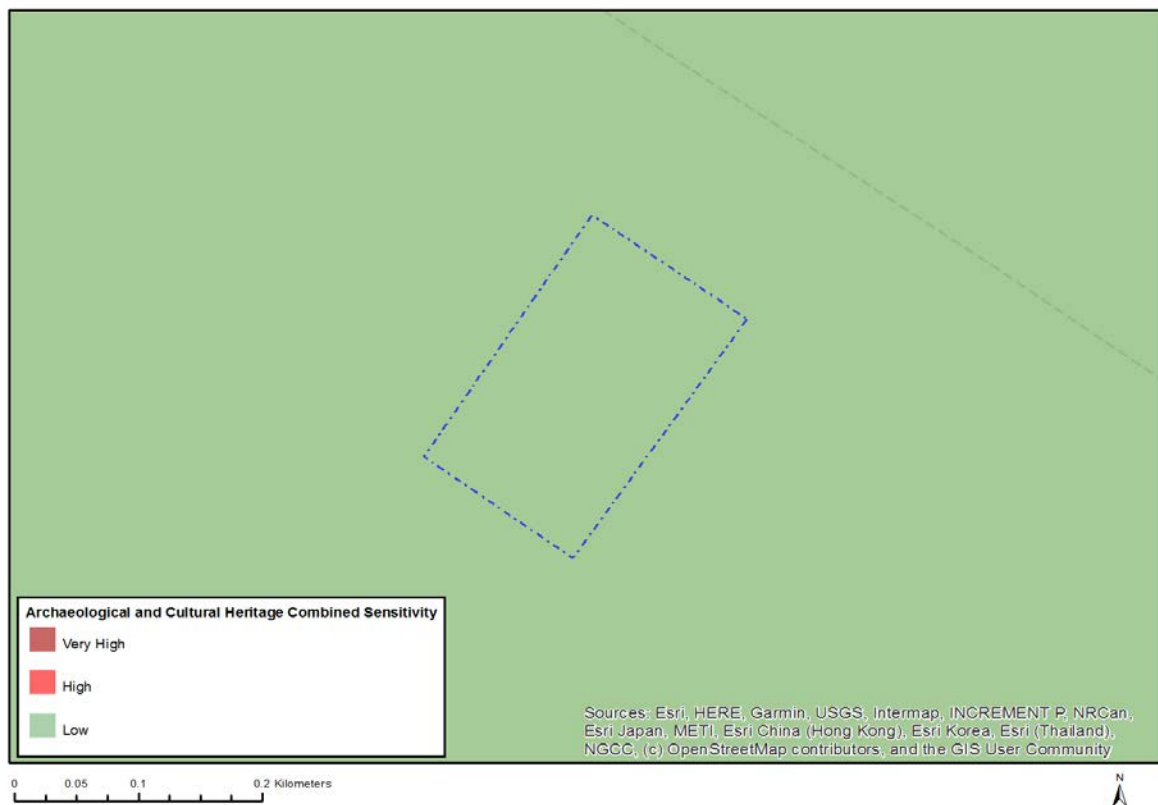 Archaeological and Cultural Heritage Combined Sensitivity
Very High
High
Low
Sources: Esri, HERE, Garmin, USGS, Intermap, INCREMENT P, NRCan,
Esri Japan, METI, Esri China (Hong Kong), Esri Korea, Esri (Thailand),
NGCC, (c) OpenStreetMap contributors, and the GIS User Community
0 0.05 0.1 0.2 Kilometers
N